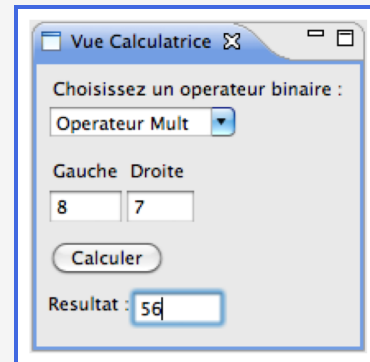 Vue Calculatrice
Choisissez un operateur binaire :
Operateur Mult
Gauche Droite
8 7
Calculer
Resultat : 56